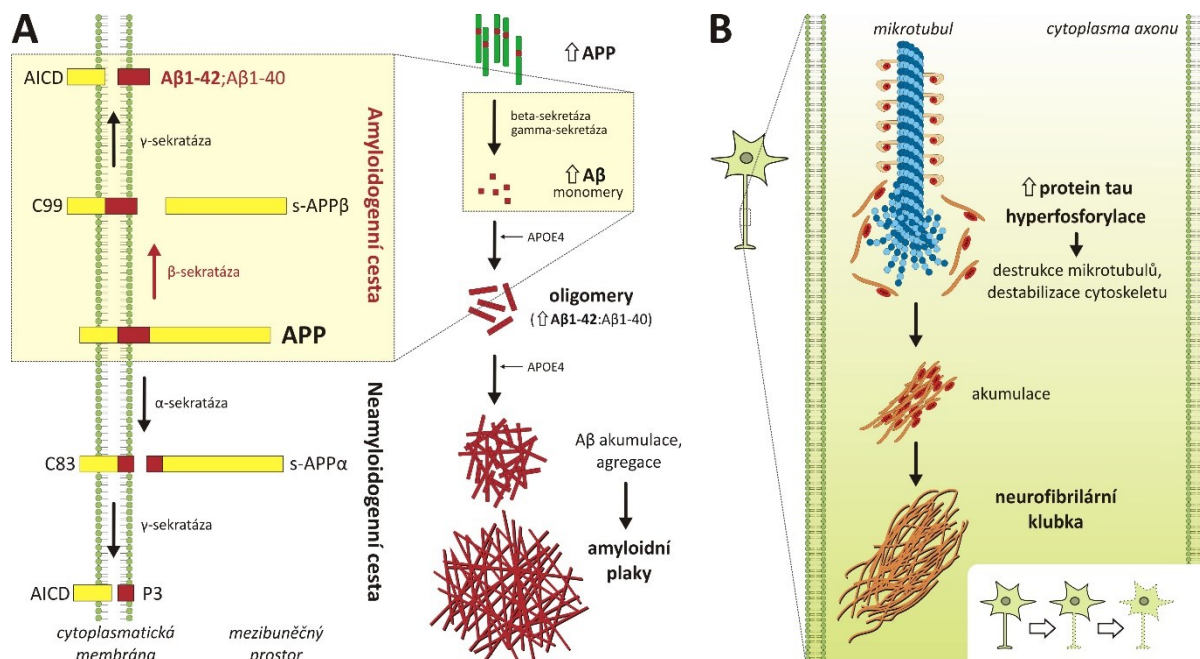 A
AICD
Aβ1-42;Aβ1-40
γ-sekratáza
C99
s-APPβ
β-sekratáza
APP
Amyloidogenní cesta
α-sekratáza
C83
s-APPα
γ-sekratáza
AICD
P3
Neamyloidogenní cesta
cytoplasmatická
membrána
mezibuněčný
prostor
⇧ APP
beta-sekretáza
gamma-sekretáza
⇧ Aβ
monomery
APOE4
oligomery
(⇧Aβ1-42:Aβ1-40)
APOE4
Aβ akumulace,
agregace
amyloidní
plaky
B
mikrotubul
cytoplasma axonu
⇧ protein tau
hyperfosforylace
destrukce mikrotubulů,
destabilizace cytoskeletu
akumulace
neurofibrilární
klubka